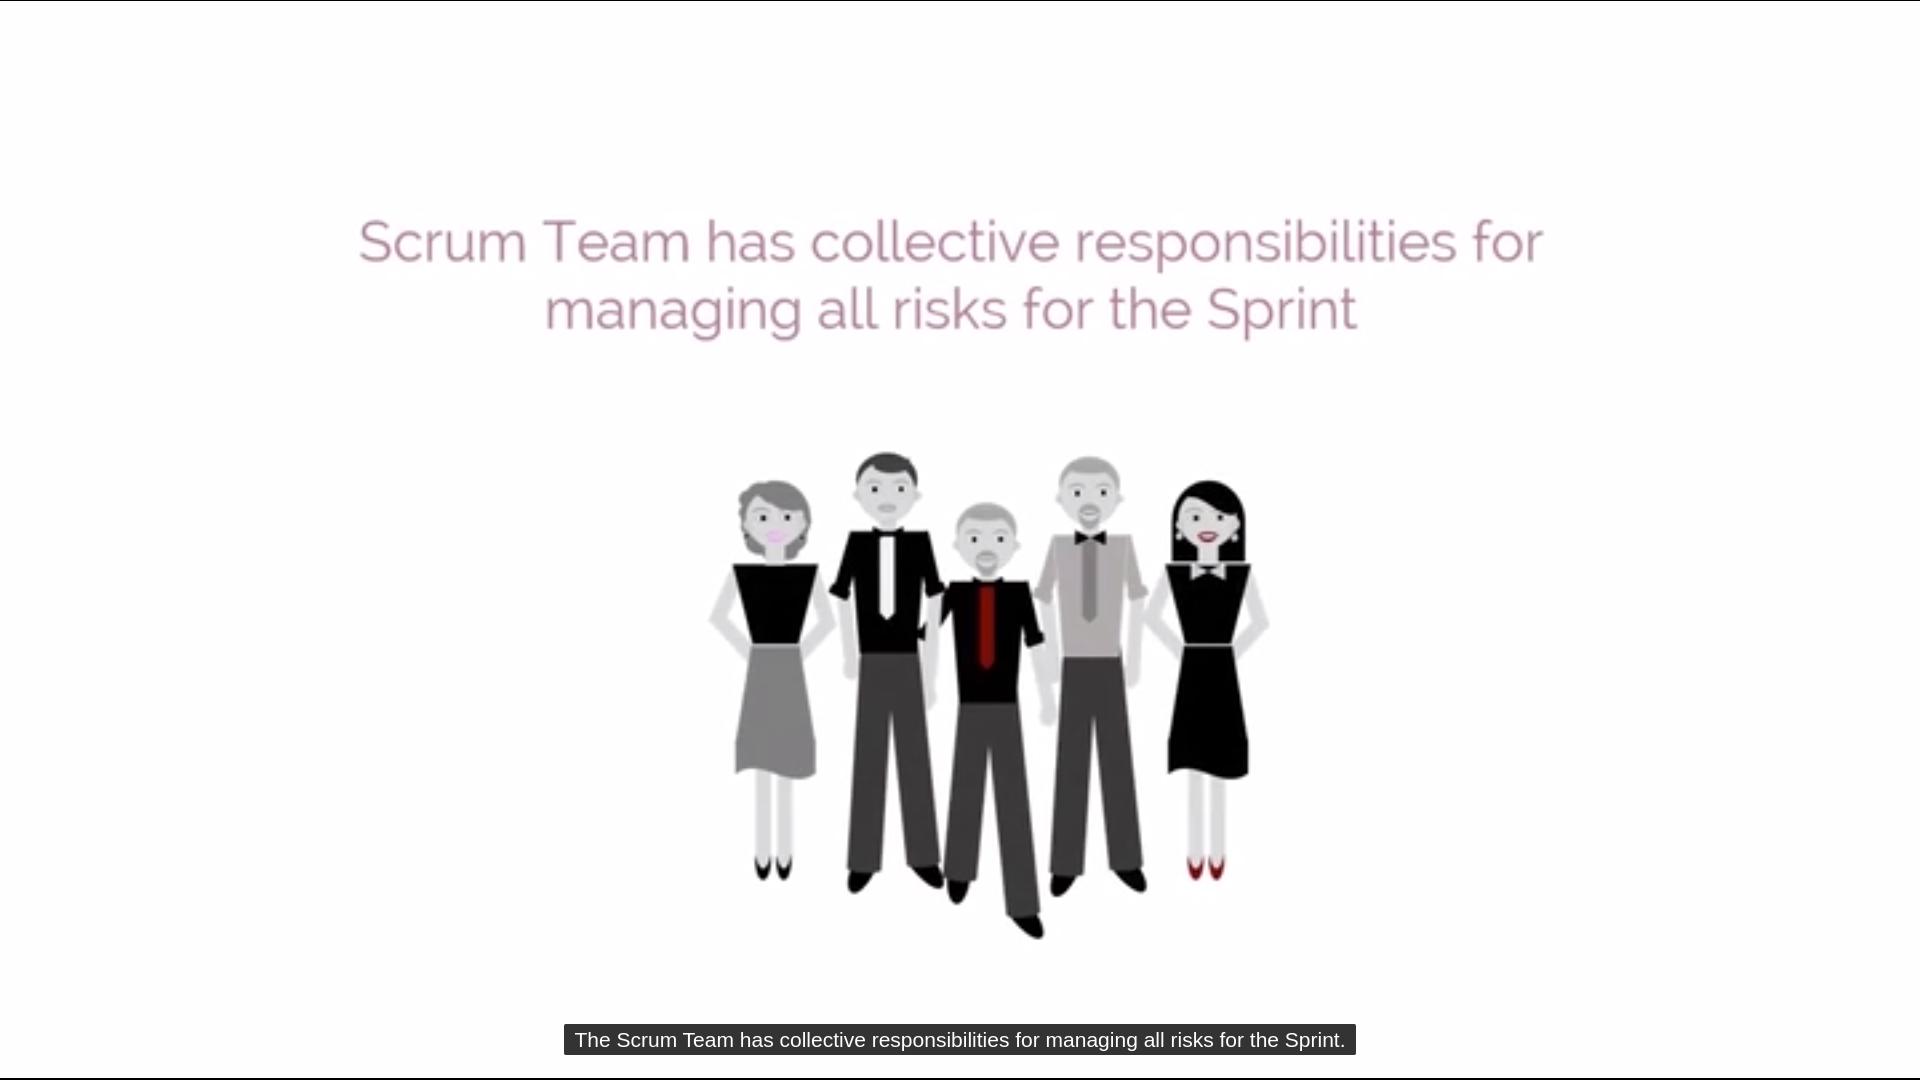 Scrum Team has collective responsibilities for
managing all risks for the Sprint
The Scrum Team has collective responsibilities for managing all risks for the Sprint.